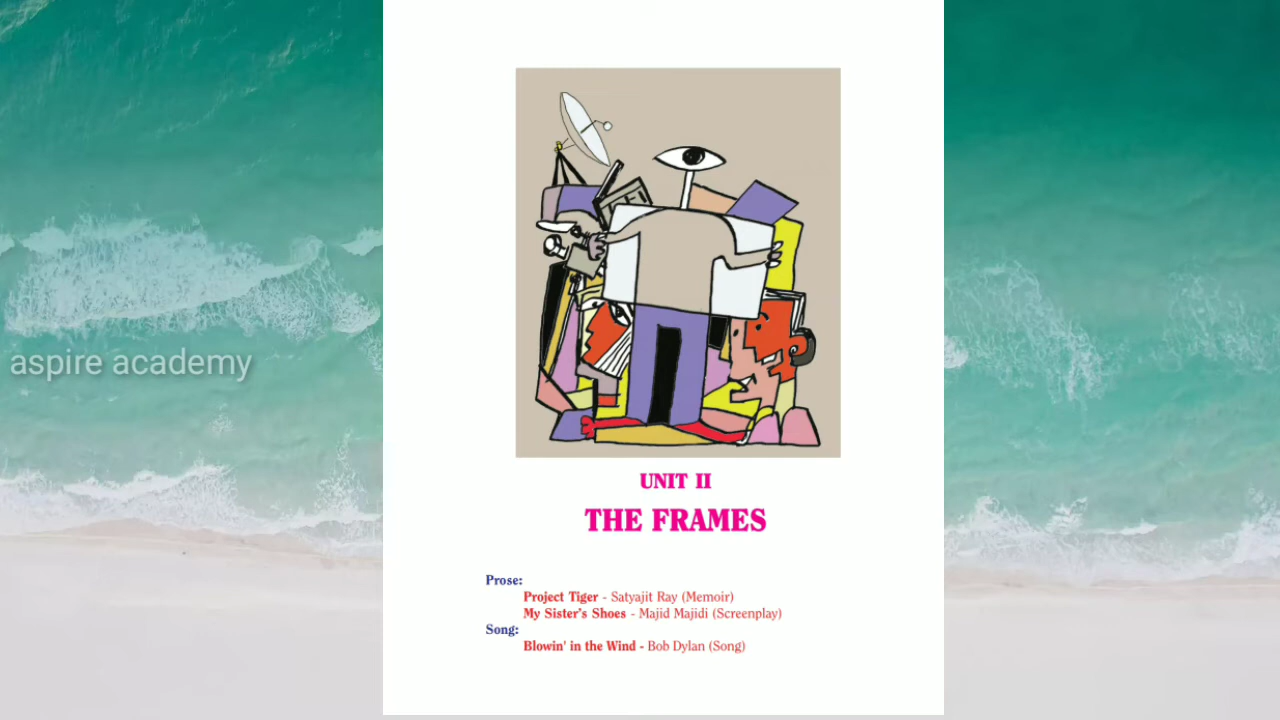 aspire academy
UNIT II
THE FRAMES
Prose:
Project Tiger - Satyajit Ray (Memoir)
My Sister's Shoes - Majid Majidi (Screenplay)
Song:
Blowin' in the Wind - Bob Dylan (Song)